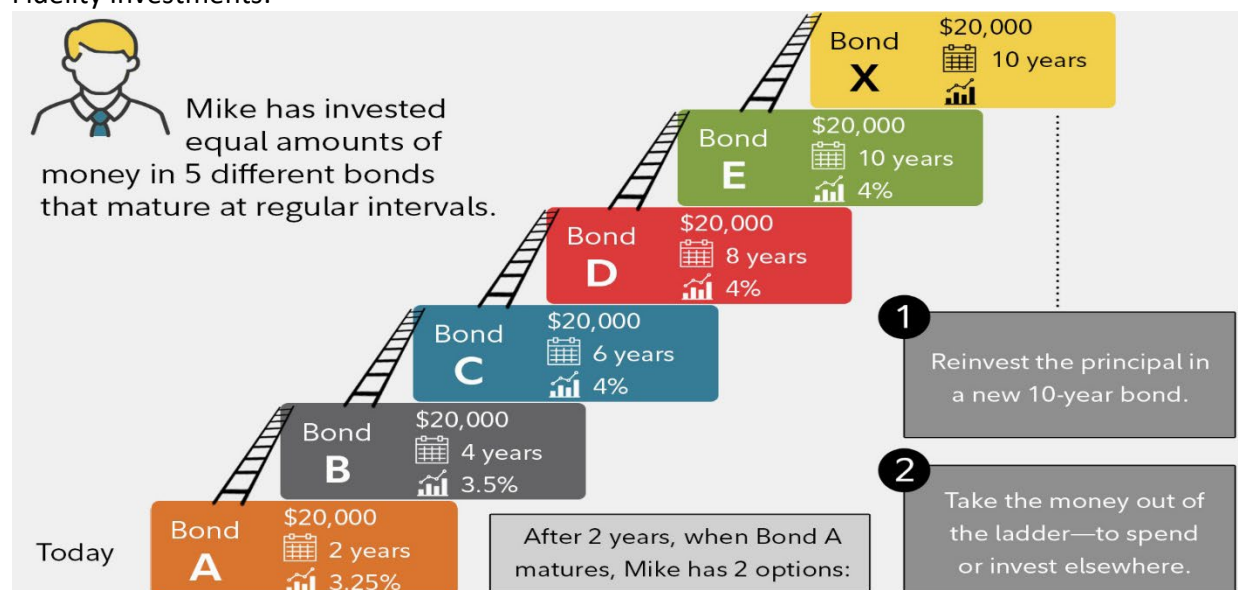 Fidelity Investments.
Mike has invested
equal amounts of
money in 5 different bonds
that mature at regular intervals.
Bond
X
$20,000
10 years
Bond
E
$20,000
10 years
4%
Bond
D
$20,000
8 years
4%
Bond
C
$20,000
6 years
4%
Bond
B
$20,000
4 years
3.5%
Today
Bond
A
$20,000
2 years
3.25%
After 2 years, when Bond A
matures, Mike has 2 options:
1
Reinvest the principal in
a new 10-year bond.
2
Take the money out of
the ladder—to spend
or invest elsewhere.